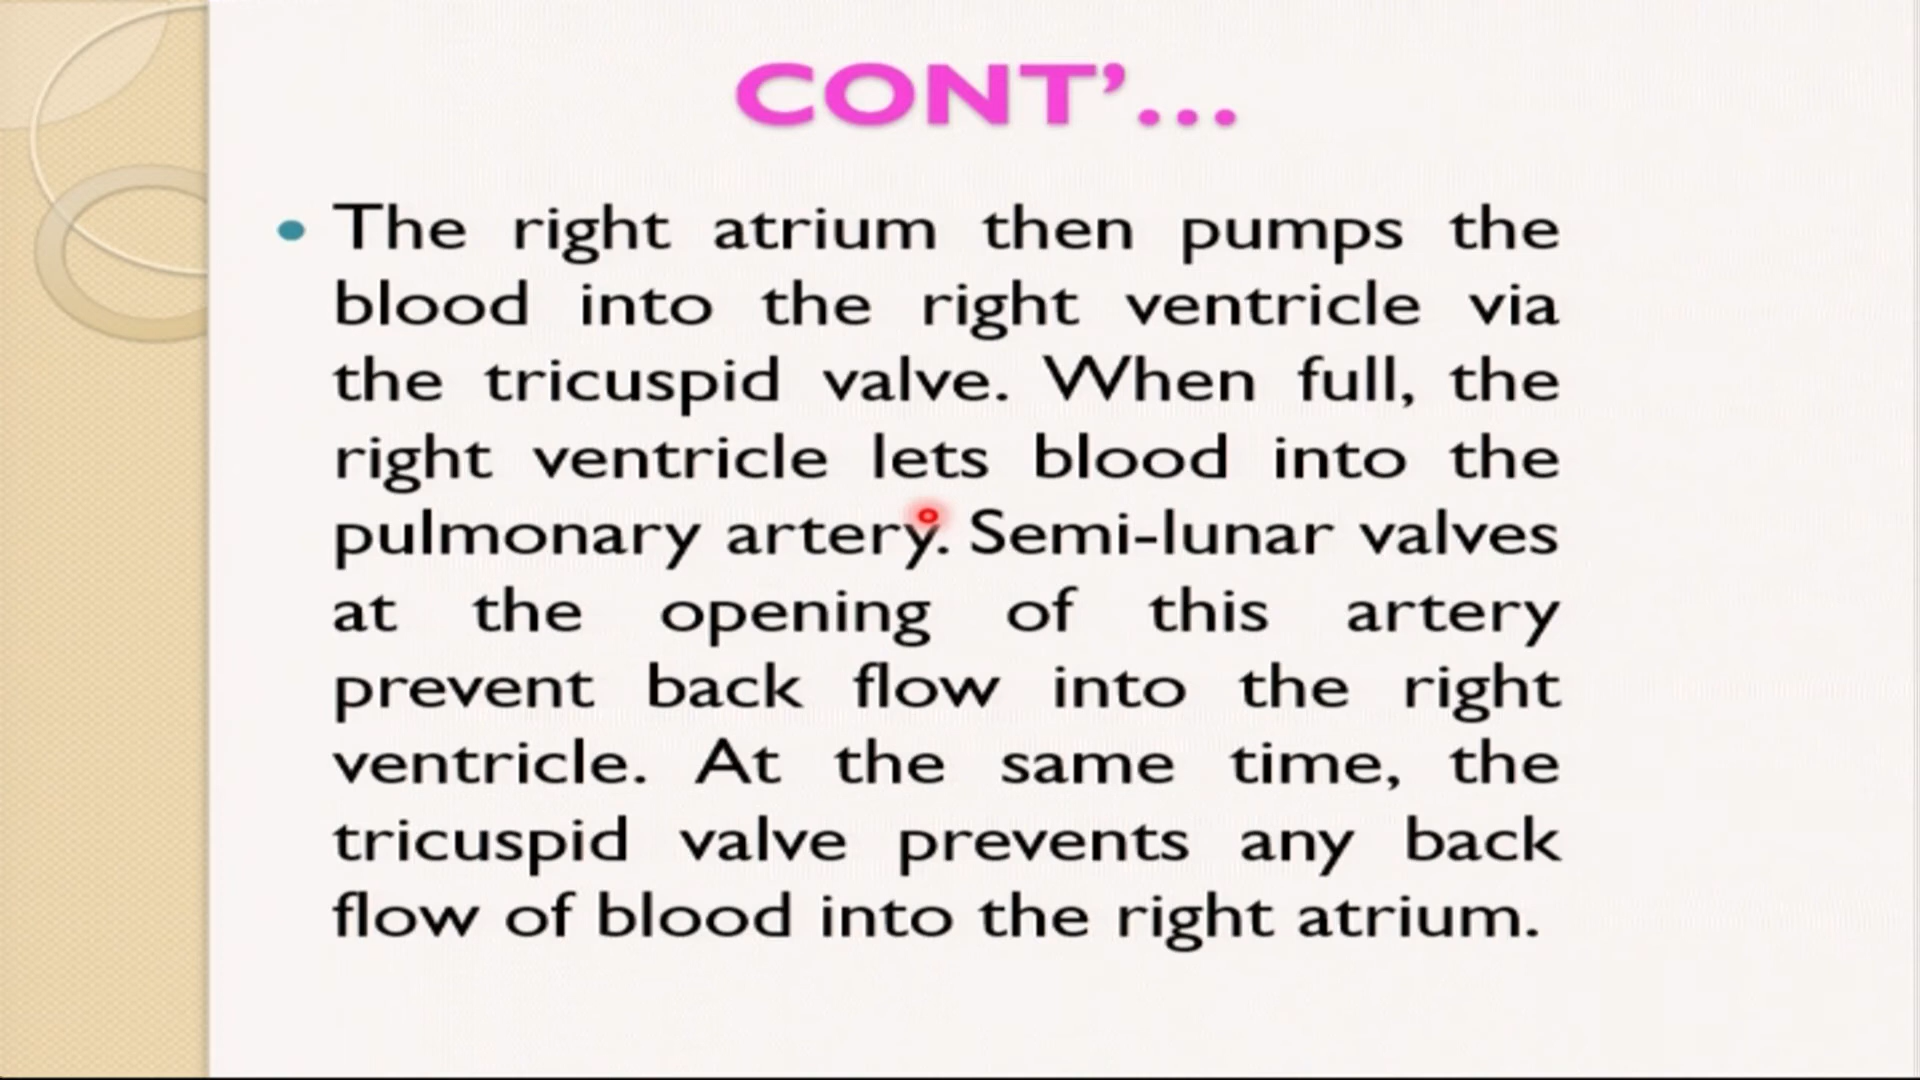 CONT’...
• The right atrium then pumps the
blood into the right ventricle via
the tricuspid valve. When full, the
right ventricle lets blood into the
pulmonary artery. Semi-lunar valves
at the opening of this artery
prevent back flow into the right
ventricle. At the same time, the
tricuspid valve prevents any back
flow of blood into the right atrium.